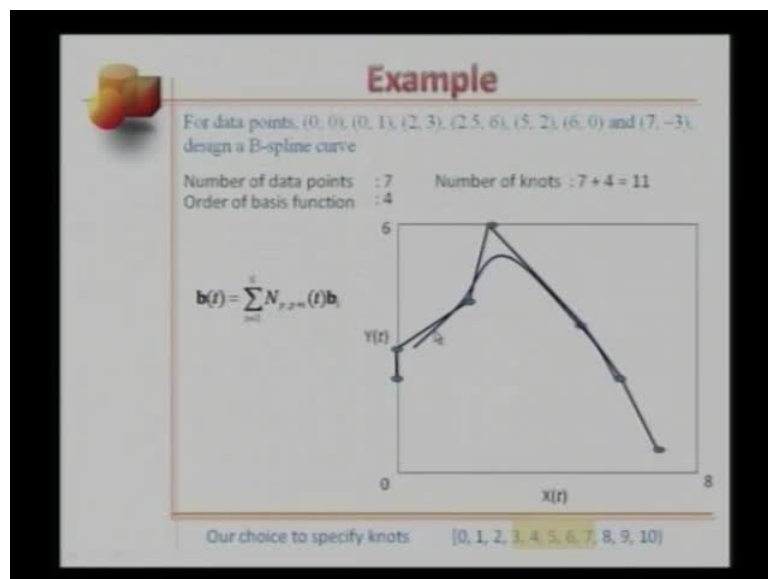 Example
For data points, (0, 0), (0, 1), (2, 3), (2.5, 6), (5, 2), (6, 0) and (7, −3),
design a B-spline curve
Number of data points : 7 Number of knots : 7 + 4 = 11
Order of basis function : 4
6
b(t) = ∑ N (t)b
Y(t)
0
8
X(t)
Our choice to specify knots [0, 1, 2, 3, 4, 5, 6, 7, 8, 9, 10)